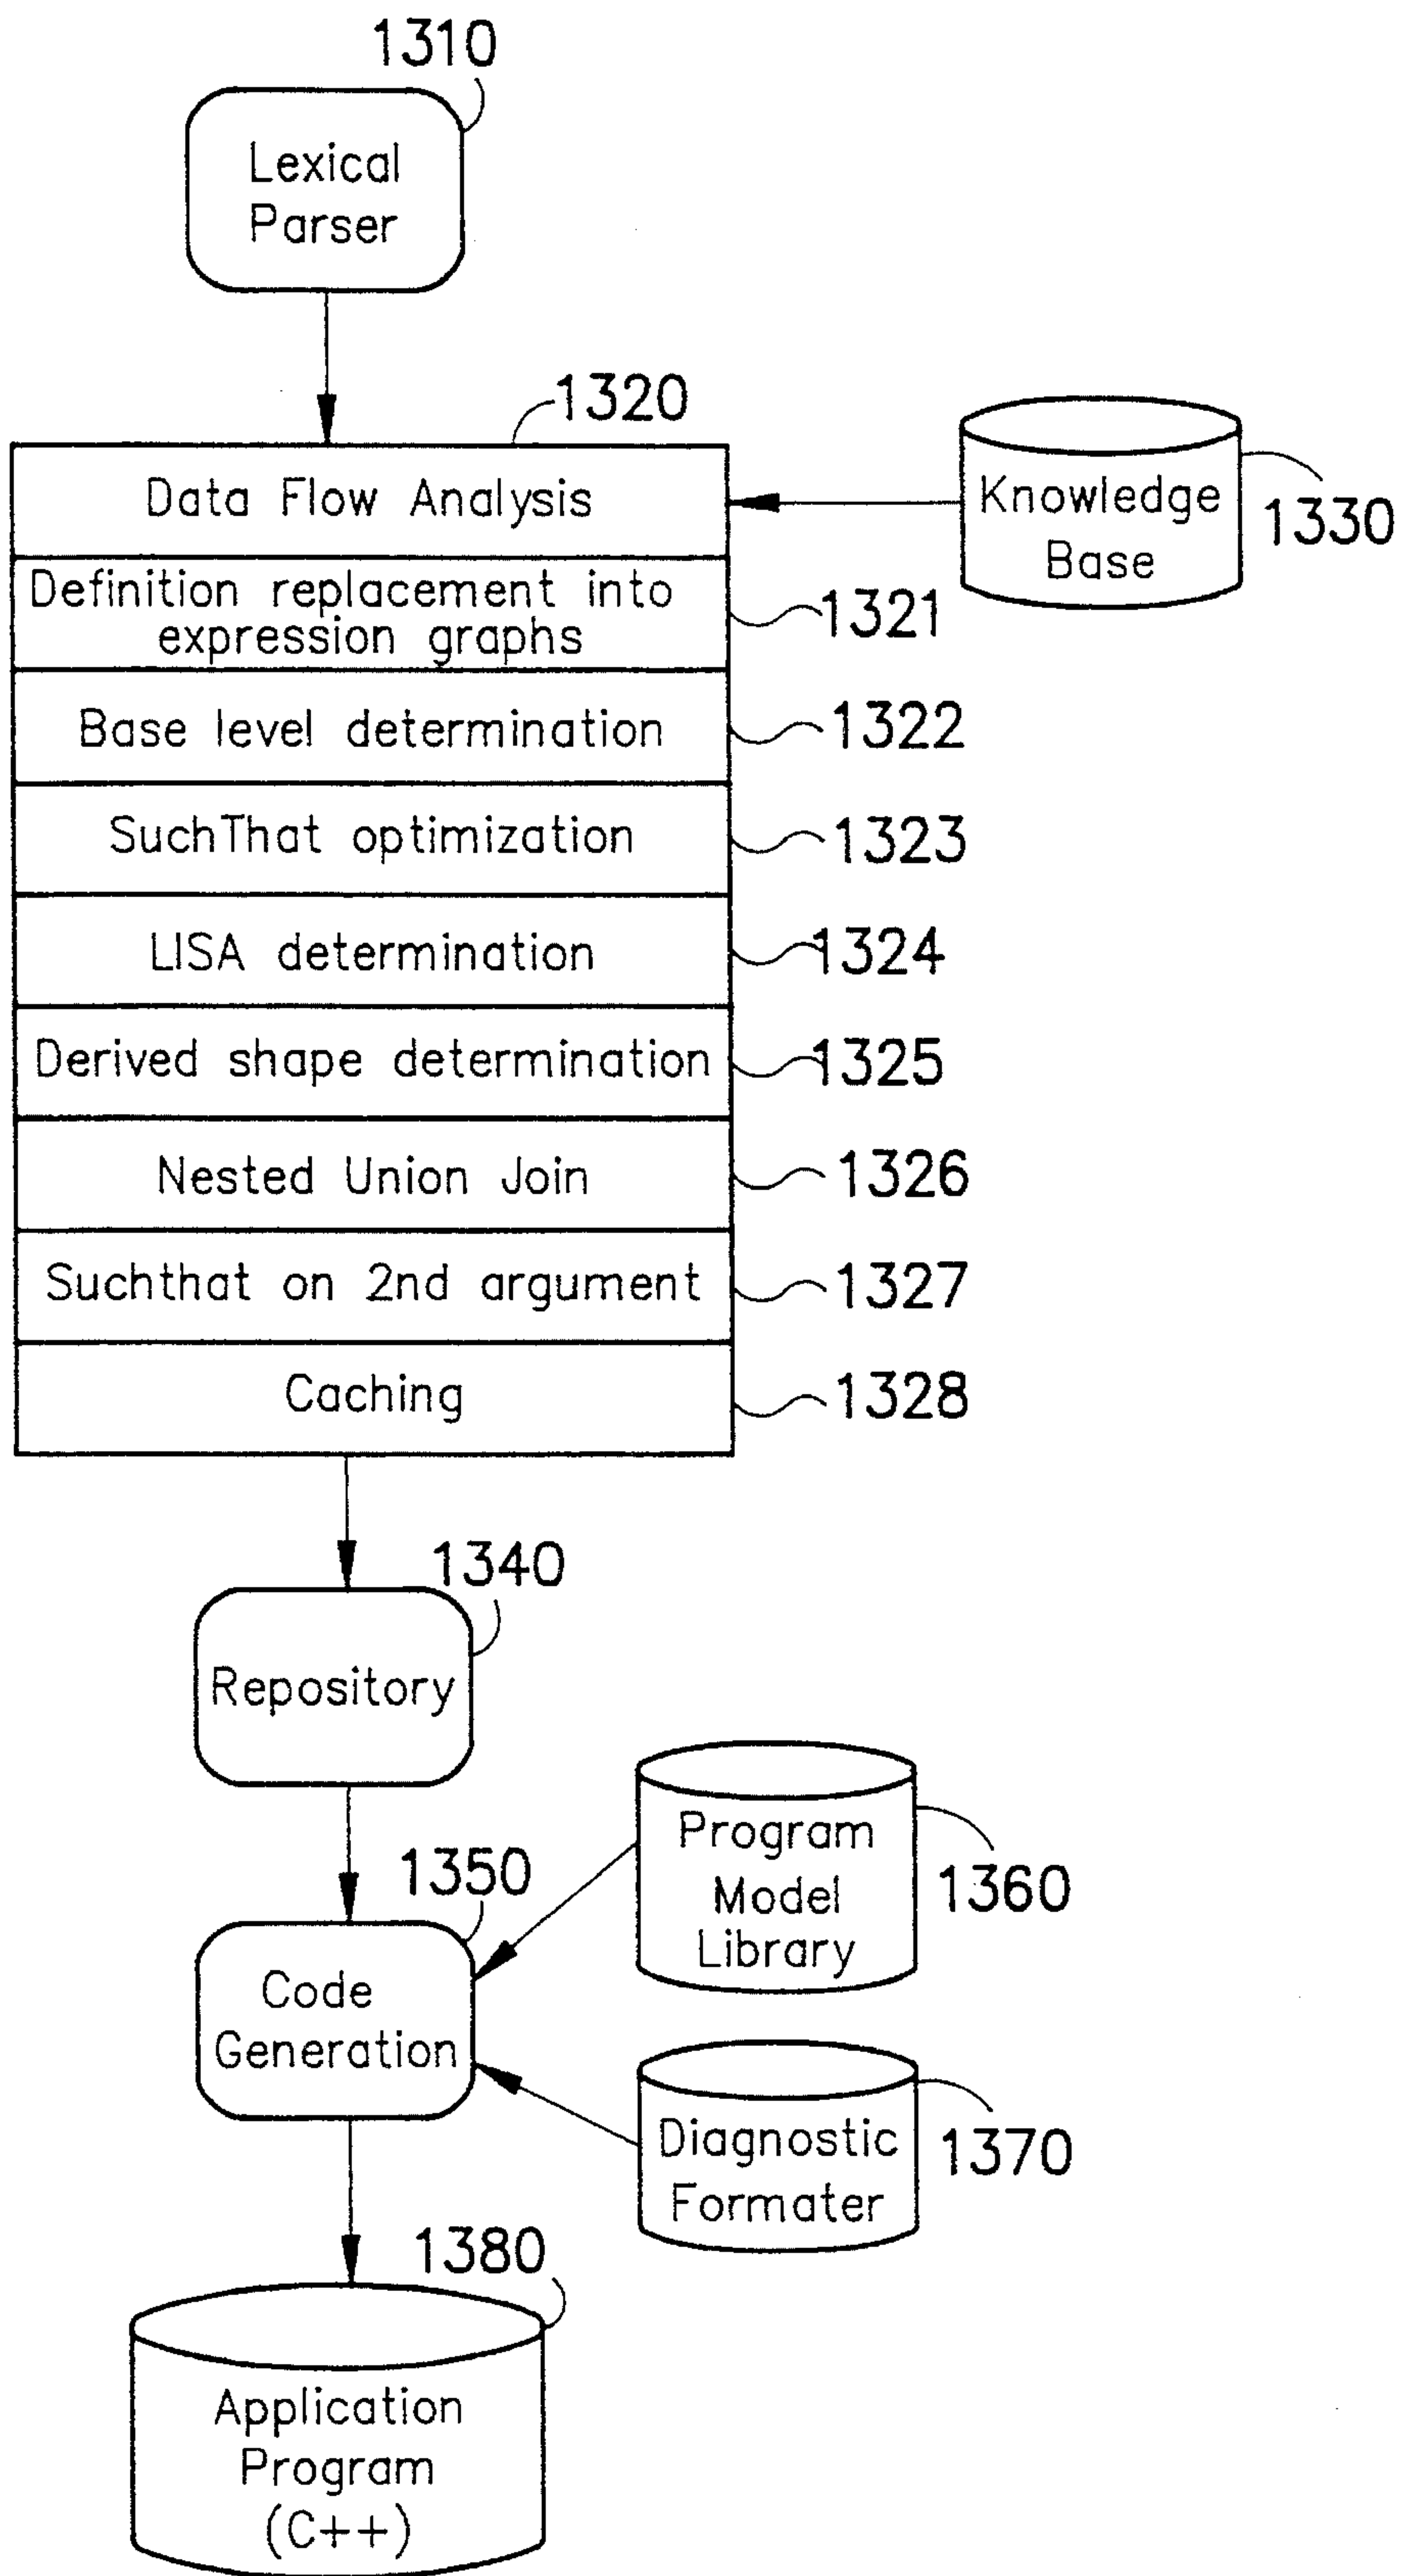 1310
Lexical
Parser
1320
Data Flow Analysis
Knowledge
Base
1330
Definition replacement into
expression graphs
1321
Base level determination
1322
SuchThat optimization
1323
LISA determination
1324
Derived shape determination
1325
Nested Union Join
1326
Suchthat on 2nd argument
1327
Caching
1328
1340
Repository
Program
Model
Library
1360
1350
Code
Generation
Diagnostic
Formater
1370
1380
Application
Program
(C++)